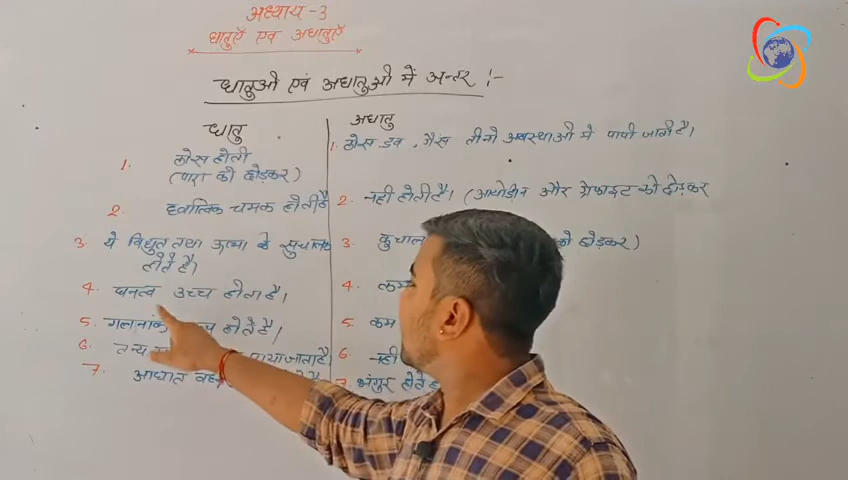 अध्याय -3
धातुएँ एवं अधातुएँ
धातुओ एवं अधातुओ में अन्तर :-
धातु
1. ठोस होती
(पारा को छोड़कर)
2. धात्विक चमक होती है
3. ये विद्युत तथा ऊष्मा के सुचालक
होते है।
4. घनत्व उच्च होता है।
5. गलनांक होते है।
6. तन्य पाया जाता है
7. आघात
अधातु
1. ठोस द्रव , गैस तीनो अवस्थाओ मे पायी जाती है।
2. नही होती है। (आयोडीन और ग्रेफाइट को छोड़कर
3. कुचाल को छोड़कर)
4. कम
5. कम
6. नही
7. भंगुर होते